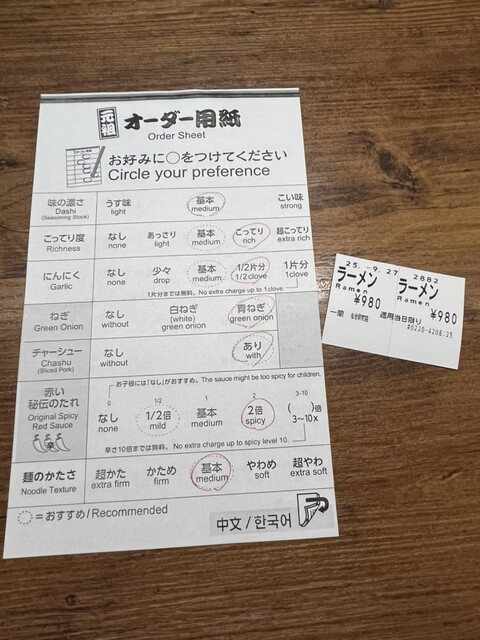 元祖 オーダー用紙
Order Sheet
お好みに○をつけてください
Circle your preference
味の濃さ うす味 基本 こい味
Dashi light medium strong
(Seasoning Stock)
こってり度 なし あっさり 基本 こってり 超こってり
Richness none light medium rich extra rich
にんにく なし 少々 基本 1/2片分 1片分
Garlic none drop medium 1/2clove 1clove
1片分までは無料。 No extra charge up to 1clove.
ねぎ なし 白ねぎ 青ねぎ
Green Onion without (white) green onion
green onion
チャーシュー なし あり
Chashu without with
(Sliced Pork)
お子様には「なし」がおすすめ。 The sauce might be too spicy for children.
赤い 0 1/2 1 2 3-10
秘伝のたれ なし 1/2倍 基本 2倍 ( )倍
Original Spicy none mild medium spicy 3~10x
Red Sauce
辛
辛さ10倍までは無料。 No extra charge up to spicy level 10.
麺のかたさ 超かた かため 基本 やわめ 超やわ
Noodle Texture extra firm firm medium soft extra soft
=おすすめ/Recommended
中文 / 한국어
25.-9.27 2882
ラーメン ラーメン
Ramen Ramen
¥980 ¥980
一蘭 適用当日限り